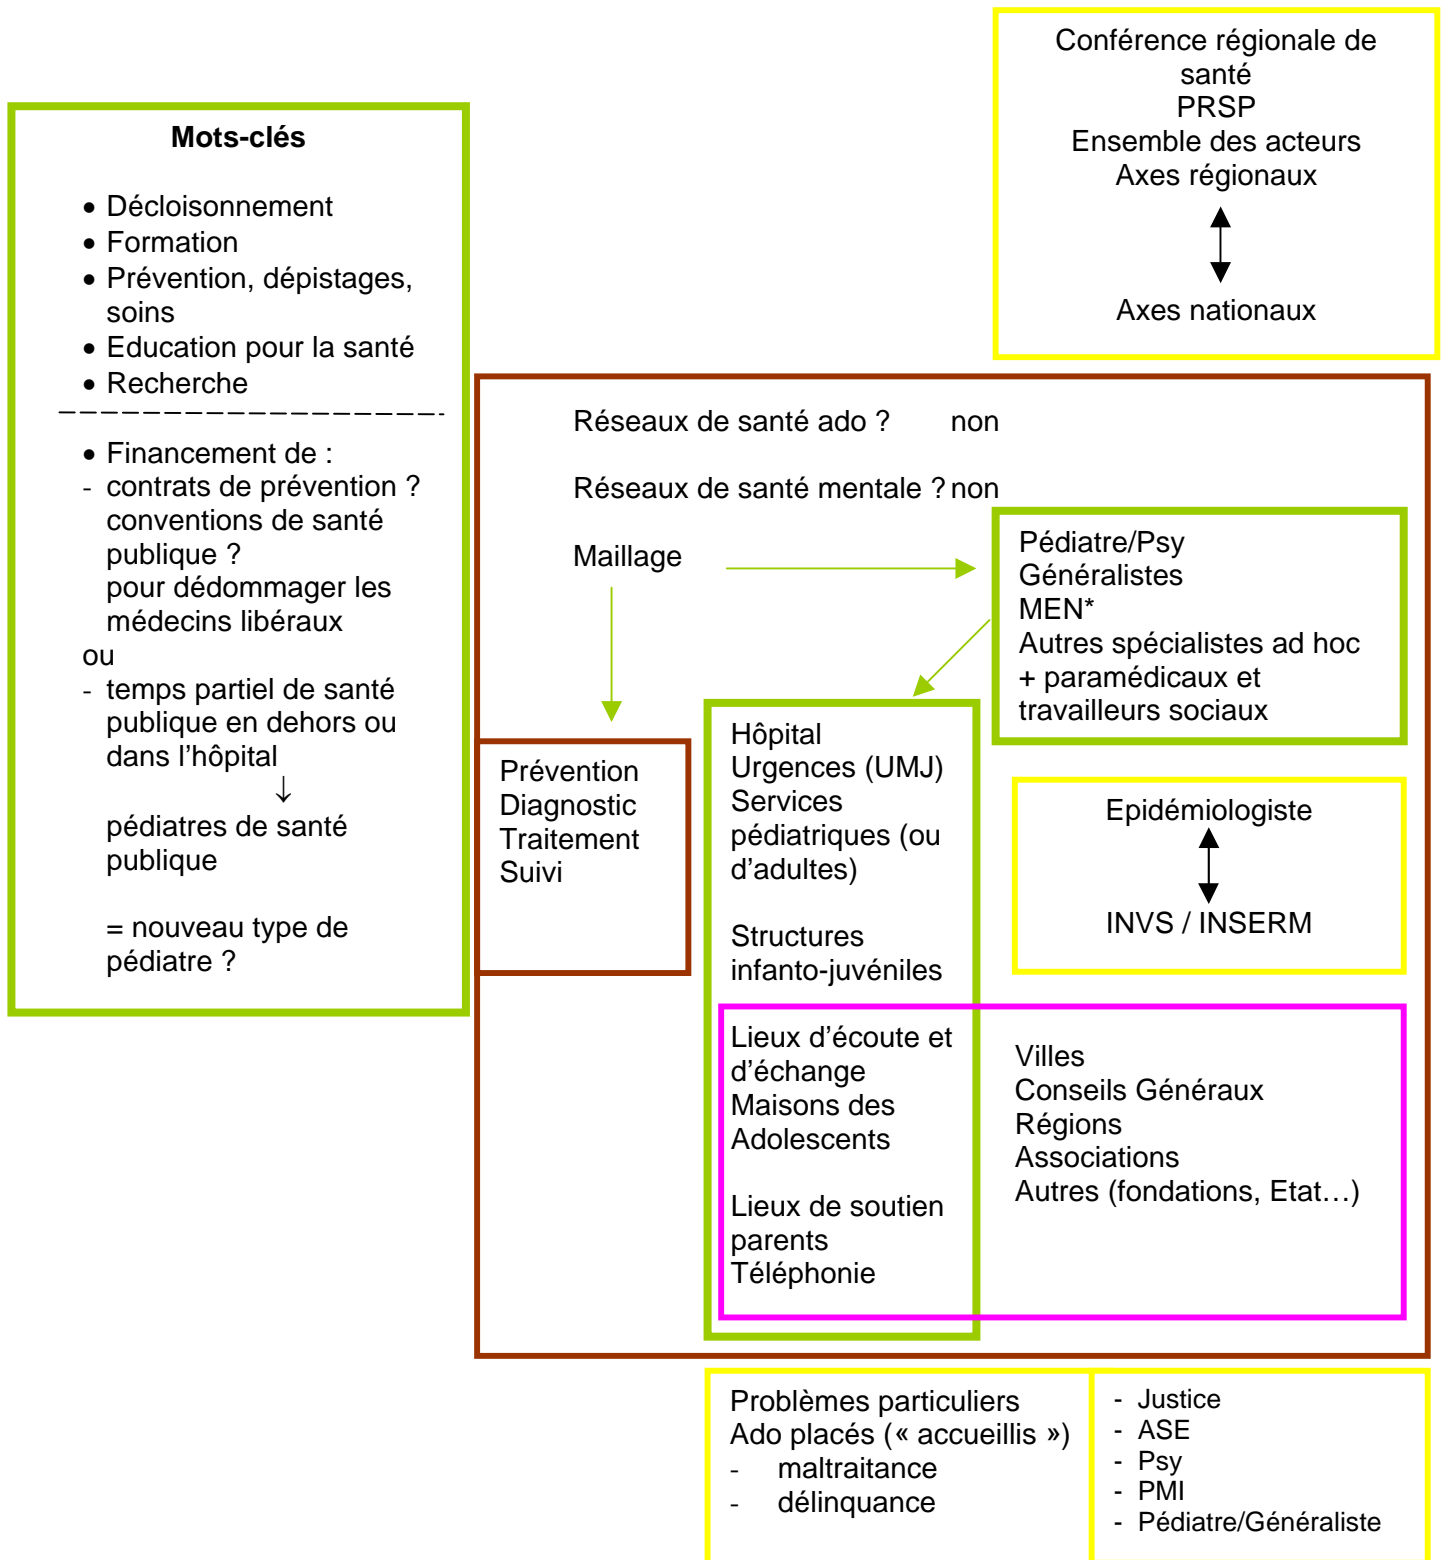 Conférence régionale de
santé
PRSP
Ensemble des acteurs
Axes régionaux
Axes nationaux
Mots-clés
• Décloisonnement
• Formation
• Prévention, dépistages,
soins
• Education pour la santé
• Recherche
• Financement de :
- contrats de prévention ?
conventions de santé
publique ?
pour dédommager les
médecins libéraux
ou
- temps partiel de santé
publique en dehors ou
dans l'hôpital
↓
pédiatres de santé
publique
= nouveau type de
pédiatre ?
Réseaux de santé ado ? non
Réseaux de santé mentale ? non
Maillage
Pédiatre/Psy
Généralistes
MEN*
Autres spécialistes ad hoc
+ paramédicaux et
travailleurs sociaux
Prévention
Diagnostic
Traitement
Suivi
Hôpital
Urgences (UMJ)
Services
pédiatriques (ou
d'adultes)
Structures
infanto-juvéniles
Epidémiologiste
INVS / INSERM
Lieux d'écoute et
d'échange
Maisons des
Adolescents
Lieux de soutien
parents
Téléphonie
Villes
Conseils Généraux
Régions
Associations
Autres (fondations, Etat…)
Problèmes particuliers
Ado placés (« accueillis »)
- maltraitance
- délinquance
- Justice
- ASE
- Psy
- PMI
- Pédiatre/Généraliste